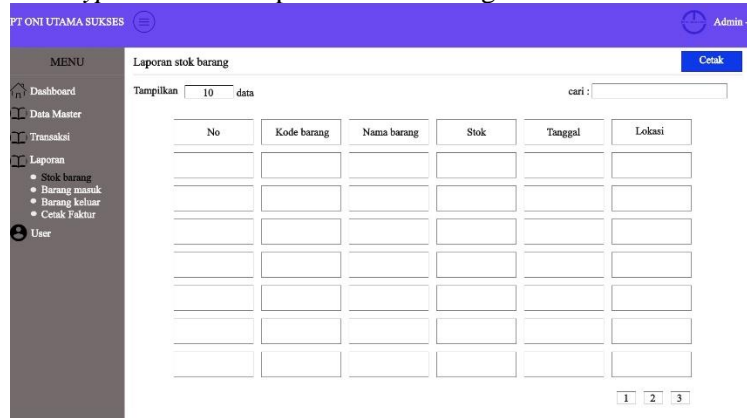 PT ONI UTAMA SUKSES
Admin
MENU
Laporan stok barang
Cetak
Dashboard
Tampilkan 10 data
cari :
Data Master
Transaksi
No Kode barang Nama barang Stok Tanggal Lokasi
Laporan
Stok barang
Barang masuk
Barang keluar
Cetak Faktur
User
1 2 3